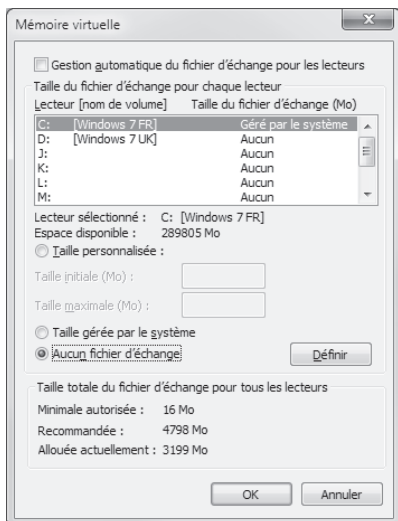 Mémoire virtuelle
Gestion automatique du fichier d'échange pour les lecteurs
Taille du fichier d'échange pour chaque lecteur
Lecteur [nom de volume] Taille du fichier d'échange (Mo)
C: [Windows 7 FR] Géré par le système
D: [Windows 7 UK] Aucun
J: Aucun
K: Aucun
L: Aucun
M: Aucun
Lecteur sélectionné : C: [Windows 7 FR]
Espace disponible : 289805 Mo
Taille personnalisée :
Taille initiale (Mo) :
Taille maximale (Mo) :
Taille gérée par le système
Aucun fichier d'échange
Définir
Taille totale du fichier d'échange pour tous les lecteurs
Minimale autorisée : 16 Mo
Recommandée : 4798 Mo
Allouée actuellement : 3199 Mo
OK Annuler